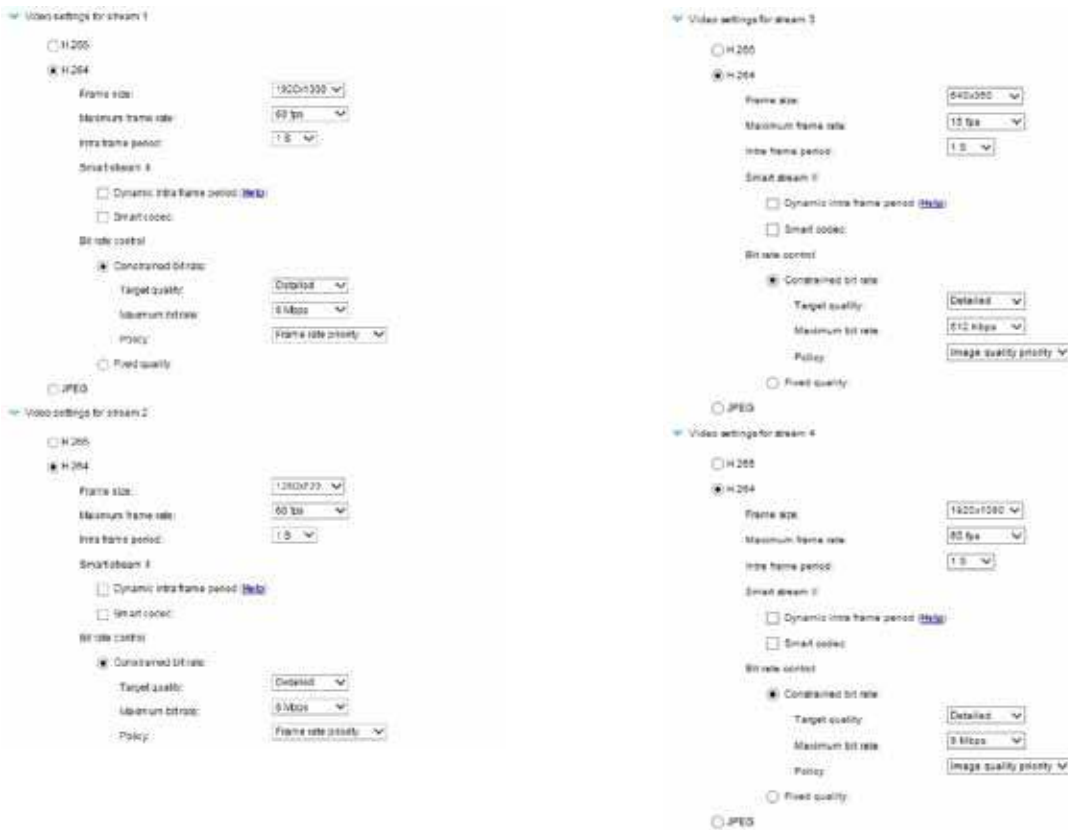 Video settings for stream 1
H.265
H.264
Frame size:
1920x1080
Maximum frame rate:
60 fps
Intra frame period:
1 S
Smart stream II
Dynamic intra frame period (Help)
Smart codec:
Bit rate control
Constrained bit rate:
Target quality:
Detailed
Maximum bit rate:
Policy:
Frame rate priority
Fixed quality:
JPEG
Video settings for stream 2
H.265
H.264
Frame size:
1280x720
Maximum frame rate:
60 fps
Intra frame period:
1 S
Smart stream II
Dynamic intra frame period (Help)
Smart codec:
Bit rate control
Constrained bit rate:
Target quality:
Detailed
Maximum bit rate:
Policy:
Frame rate priority
Video settings for stream 3
H.265
H.264
Frame size:
640x360
Maximum frame rate:
15 fps
Intra frame period:
1 S
Smart stream II
Dynamic intra frame period (Help)
Smart codec:
Bit rate control
Constrained bit rate:
Target quality:
Detailed
Maximum bit rate:
512 Kbps
Policy:
Image quality priority
Fixed quality:
JPEG
Video settings for stream 4
H.265
H.264
Frame size:
1920x1080
Maximum frame rate:
60 fps
Intra frame period:
1 S
Smart stream II
Dynamic intra frame period (Help)
Smart codec:
Bit rate control
Constrained bit rate:
Target quality:
Detailed
Maximum bit rate:
Policy:
Image quality priority
Fixed quality:
JPEG